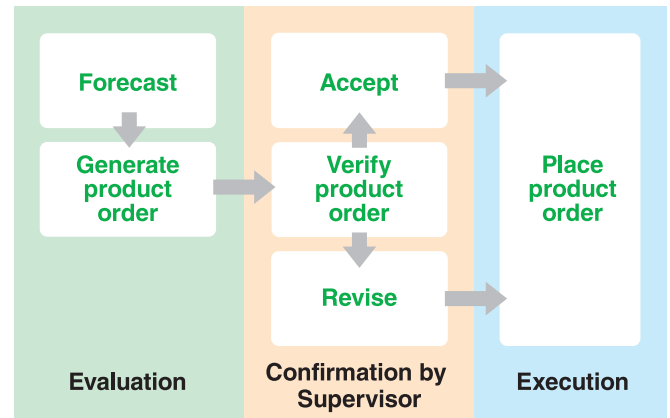 Forecast
Generate
product
order
Evaluation
Accept
Verify
product
order
Revise
Confirmation by
Supervisor
Place
product
order
Execution